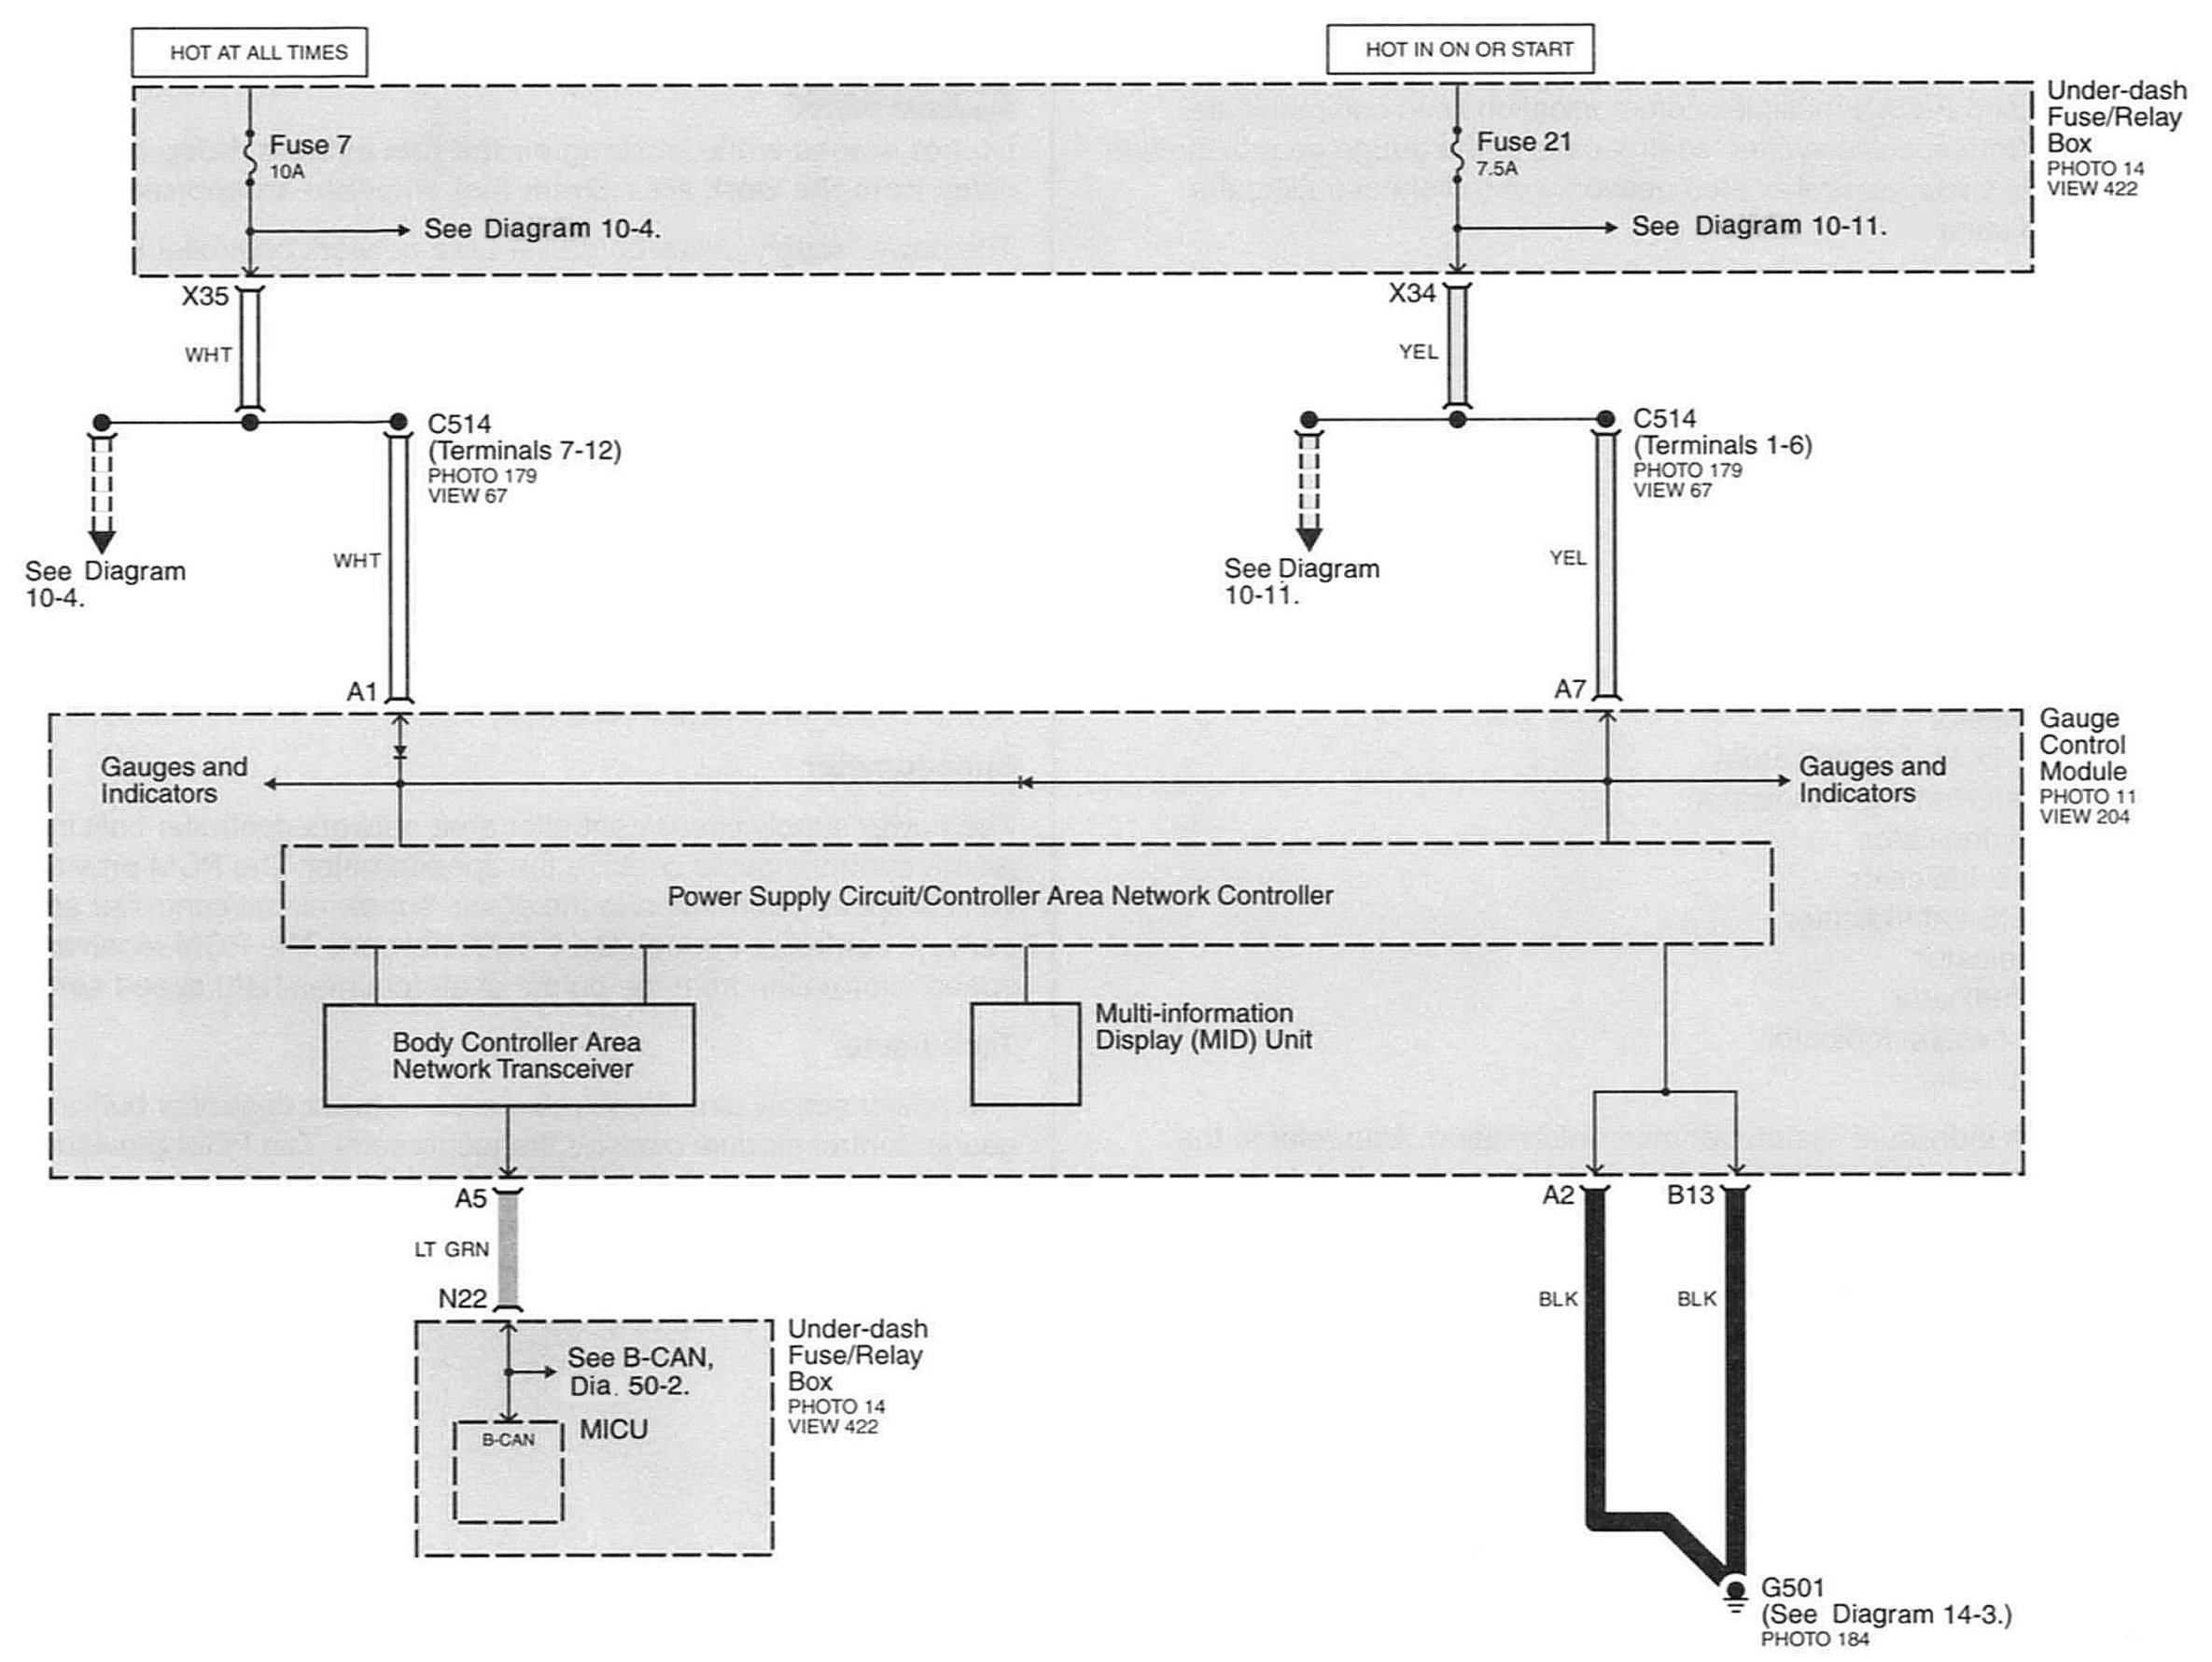 HOT AT ALL TIMES
HOT IN ON OR START
Fuse 7
10A
See Diagram 10-4.
Fuse 21
7.5A
See Diagram 10-11.
Under-dash
Fuse/Relay
Box
PHOTO 14
VIEW 422
X35
WHT
C514
(Terminals 7-12)
PHOTO 179
VIEW 67
See Diagram
10-4.
WHT
A1
X34
YEL
C514
(Terminals 1-6)
PHOTO 179
VIEW 67
See Diagram
10-11.
YEL
A7
Gauges and
Indicators
Gauges and
Indicators
Gauge
Control
Module
PHOTO 11
VIEW 204
Power Supply Circuit/Controller Area Network Controller
Body Controller Area
Network Transceiver
Multi-information
Display (MID) Unit
A5
LT GRN
N22
See B-CAN,
Dia. 50-2.
B-CAN
MICU
Under-dash
Fuse/Relay
Box
PHOTO 14
VIEW 422
A2
B13
BLK
BLK
G501
(See Diagram 14-3.)
PHOTO 184